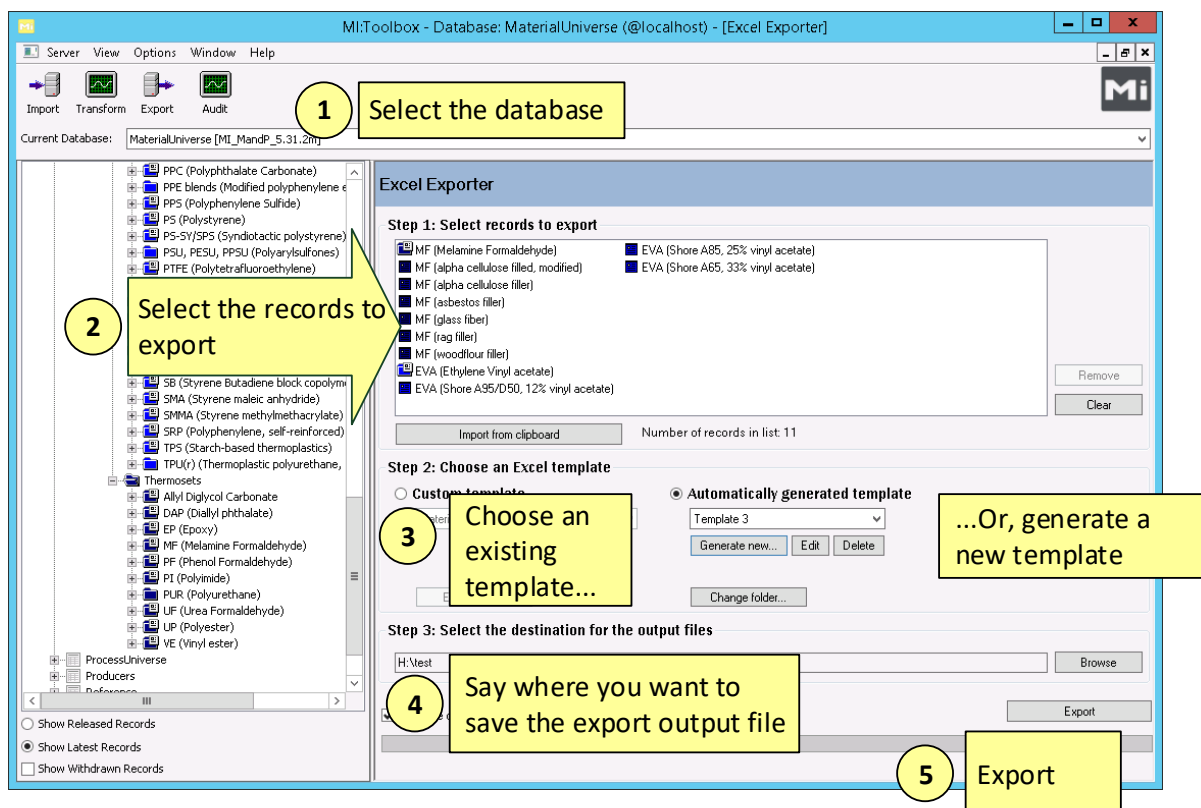 MI:Toolbox - Database: MaterialUniverse (@localhost) - [Excel Exporter]
Server View Options Window Help
Import Transform Export Audit
Mi
1
Select the database
Current Database: MaterialUniverse [MI_MandP_5.31.2m]
PPC (Polyphthalate Carbonate)
PPE blends (Modified polyphenylene e
PPS (Polyphenylene Sulfide)
PS (Polystyrene)
PS-SY/SPS (Syndiotactic polystyrene)
PSU, PESU, PPSU (Polyarylsulfones)
PTFE (Polytetrafluoroethylene)
2
Select the records to
export
SB (Styrene Butadiene block copolyme
SMA (Styrene maleic anhydride)
SMMA (Styrene methylmethacrylate)
SRP (Polyphenylene, self-reinforced)
TPS (Starch-based thermoplastics)
TPU(r) (Thermoplastic polyurethane,
Thermosets
Allyl Diglycol Carbonate
DAP (Diallyl phthalate)
EP (Epoxy)
MF (Melamine Formaldehyde)
PF (Phenol Formaldehyde)
PI (Polyimide)
PUR (Polyurethane)
UF (Urea Formaldehyde)
UP (Polyester)
VE (Vinyl ester)
ProcessUniverse
Producers
Reference
Show Released Records
Show Latest Records
Show Withdrawn Records
Excel Exporter
Step 1: Select records to export
MF (Melamine Formaldehyde)
MF (alpha cellulose filled, modified)
MF (alpha cellulose filler)
MF (asbestos filler)
MF (glass fiber)
MF (rag filler)
MF (woodflour filler)
EVA (Ethylene Vinyl acetate)
EVA (Shore A95/D50, 12% vinyl acetate)
EVA (Shore A85, 25% vinyl acetate)
EVA (Shore A65, 33% vinyl acetate)
Remove
Clear
Import from clipboard
Number of records in list: 11
Step 2: Choose an Excel template
Custom template
Automatically generated template
Template 3
Generate new... Edit Delete
Change folder...
3
Choose an
existing
template...
...Or, generate a
new template
Step 3: Select the destination for the output files
H:\test
Browse
4
Say where you want to
save the export output file
Export
5
Export